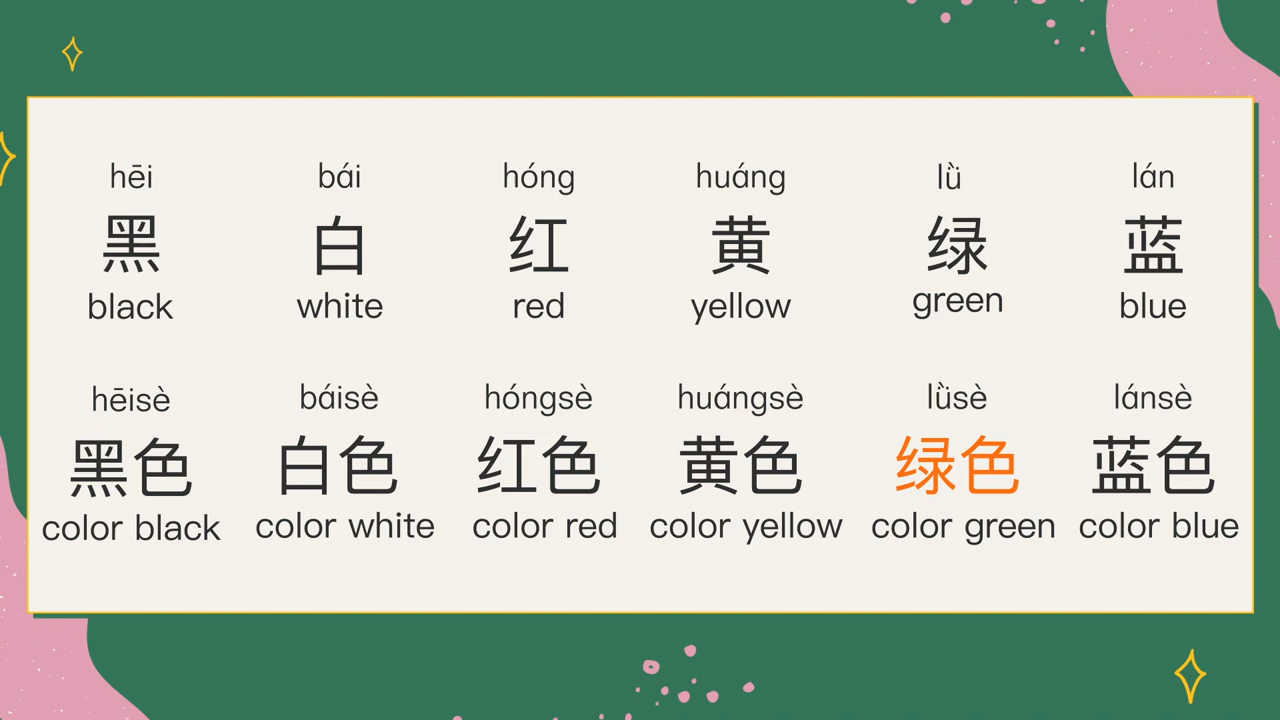 hēi bái hóng huáng lǜ lán
黑 白 红 黄 绿 蓝
black white red yellow green blue
hēisè báisè hóngsè huángsè lǜsè lánsè
黑色 白色 红色 黄色 绿色 蓝色
color black color white color red color yellow color green color blue